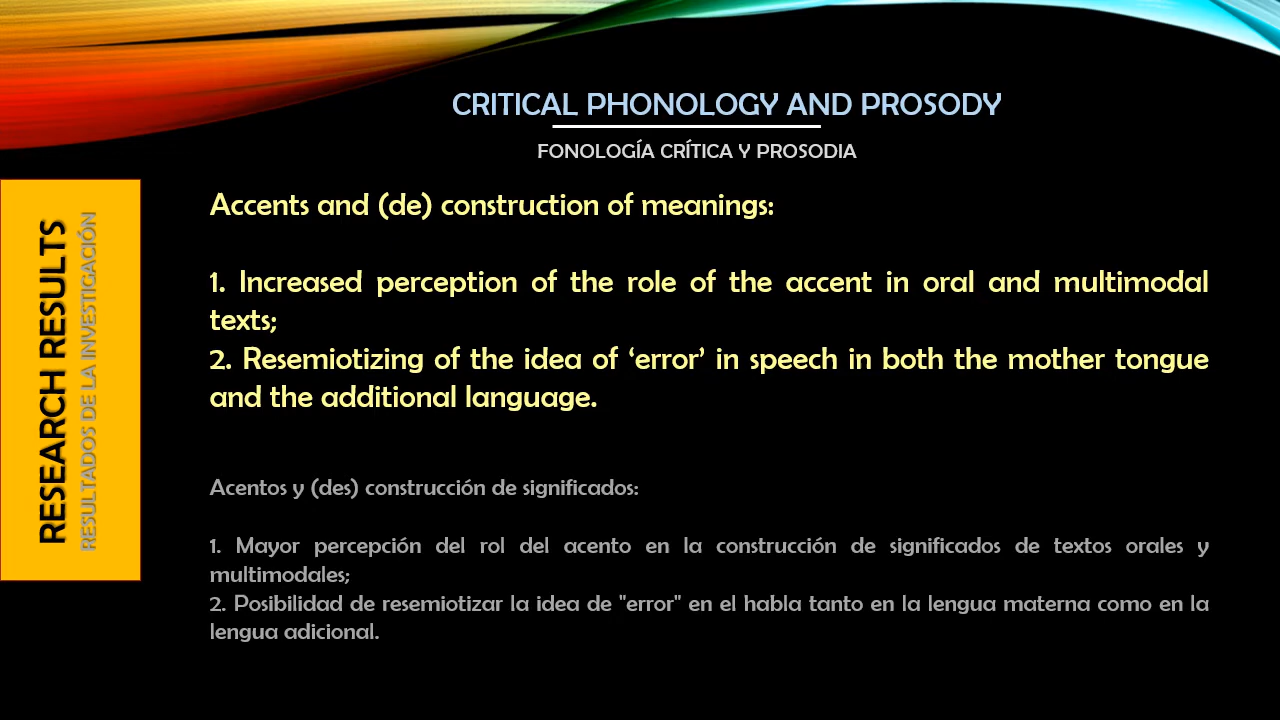 CRITICAL PHONOLOGY AND PROSODY
FONOLOGÍA CRÍTICA Y PROSODIA
RESEARCH RESULTS
RESULTADOS DE LA INVESTIGACIÓN
Accents and (de) construction of meanings:
1. Increased perception of the role of the accent in oral and multimodal
texts;
2. Resemiotizing of the idea of ‘error’ in speech in both the mother tongue
and the additional language.
Acentos y (des) construcción de significados:
1. Mayor percepción del rol del acento en la construcción de significados de textos orales y
multimodales;
2. Posibilidad de resemiotizar la idea de "error" en el habla tanto en la lengua materna como en la
lengua adicional.